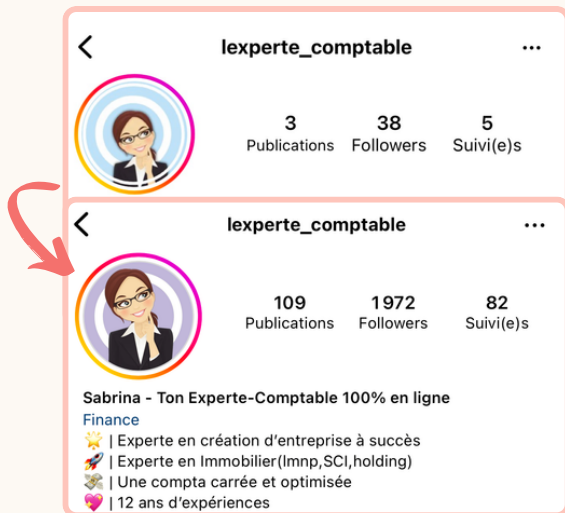 lexperte_comptable
3 38 5
Publications Followers Suivi(e)s
lexperte_comptable
109 1972 82
Publications Followers Suivi(e)s
Sabrina - Ton Experte-Comptable 100% en ligne
Finance
🌟 | Experte en création d'entreprise à succès
🚀 | Experte en Immobilier(lmnp,SCI,holding)
💸 | Une compta carrée et optimisée
💖 | 12 ans d'expériences